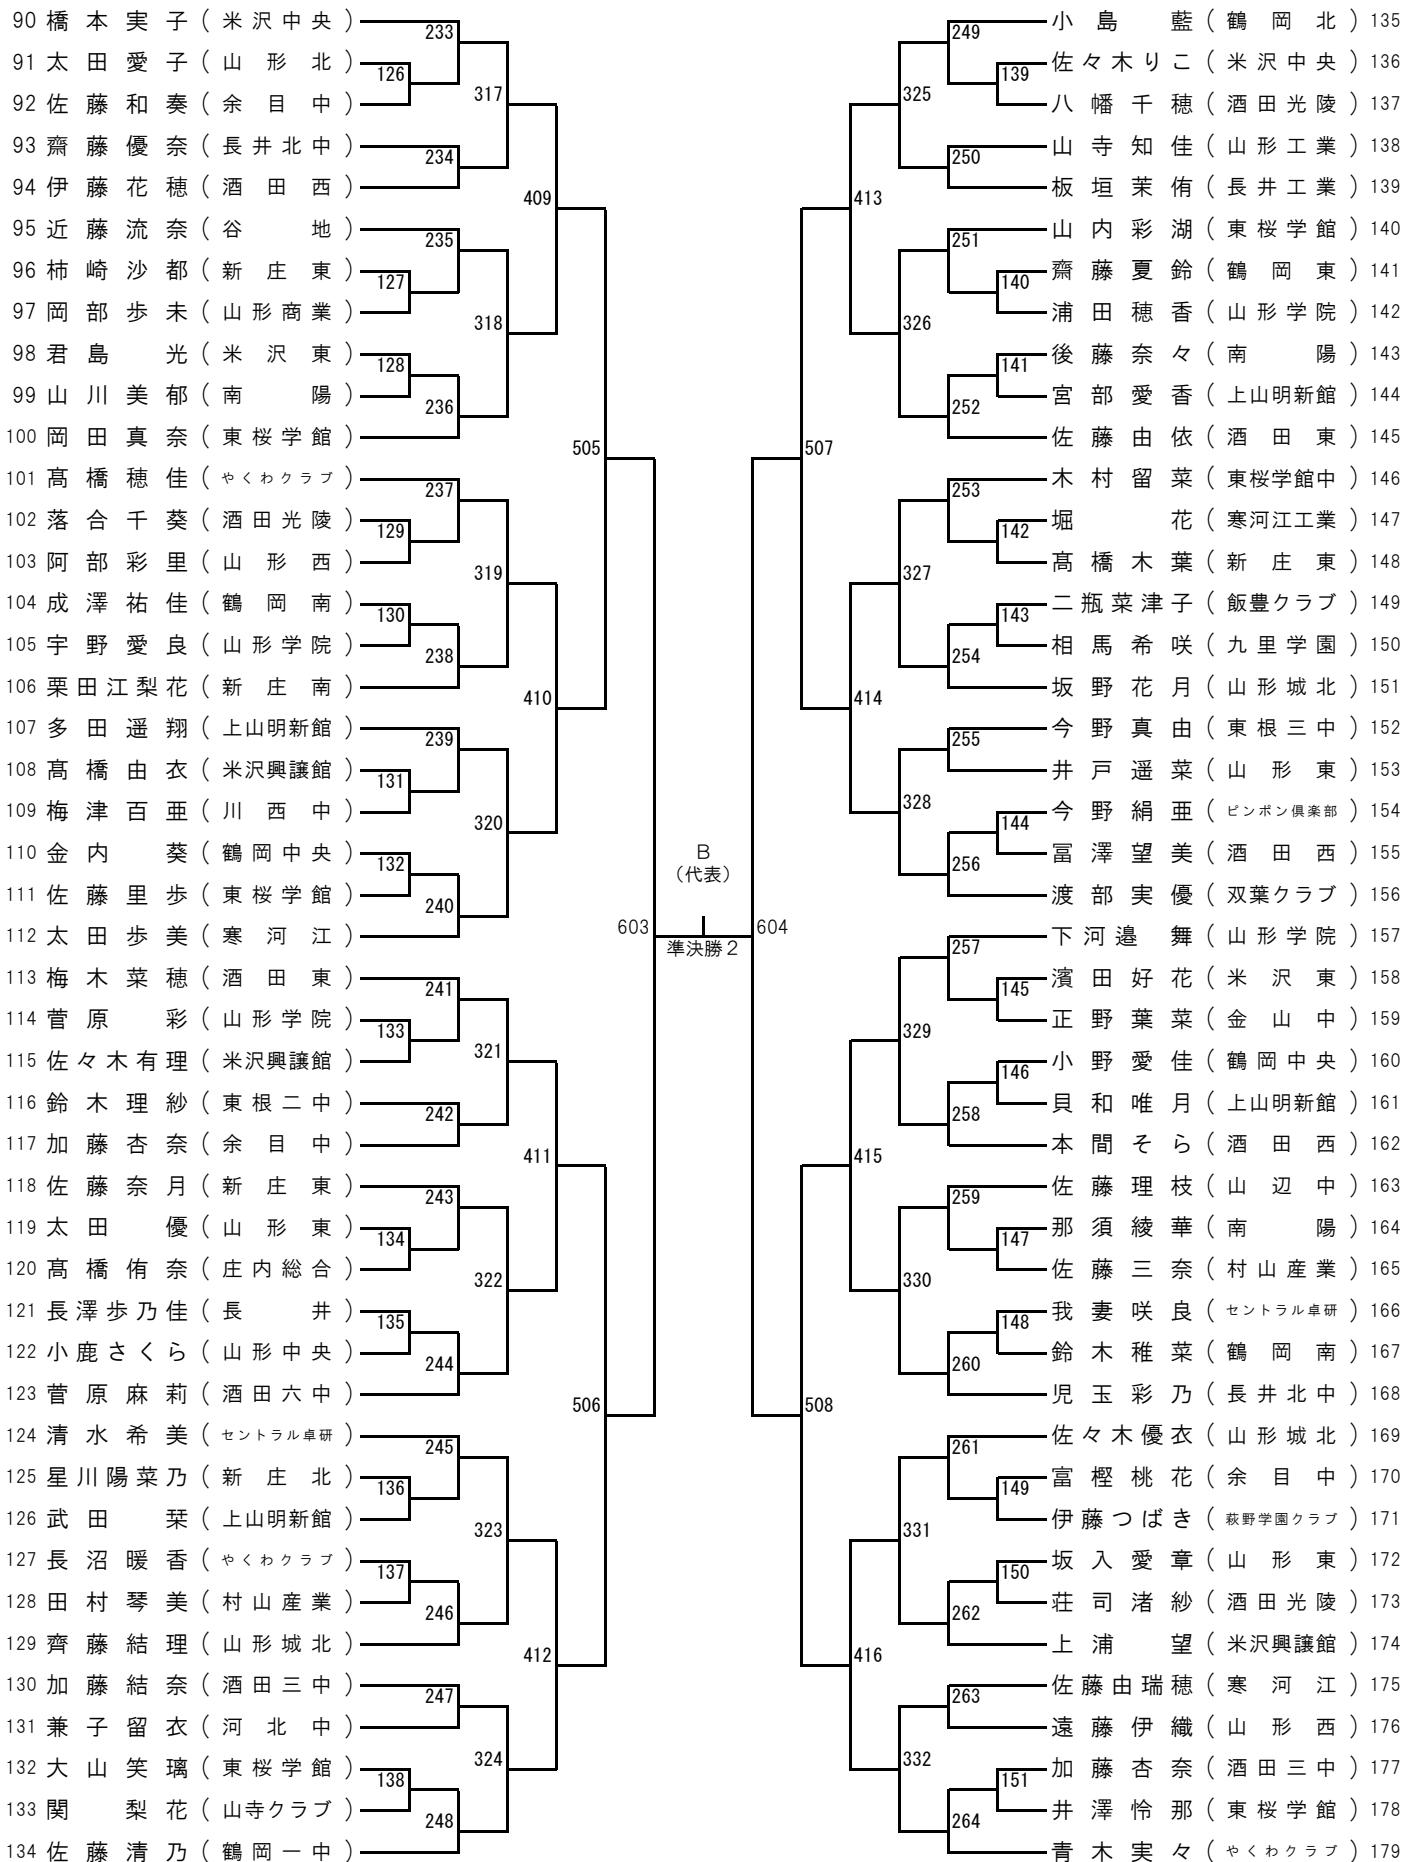 90 橋本実子（米沢中央）
91 太田愛子（山形北）
92 佐藤和奏（余目中）
93 齋藤優奈（長井北中）
94 伊藤花穂（酒田西）
95 近藤流奈（谷地）
96 柿崎沙都（新庄東）
97 岡部歩未（山形商業）
98 君島光（米沢東）
99 山川美郁（南陽）
100 岡田真奈（東桜学館）
101 髙橋穂佳（やくわクラブ）
102 落合千葵（酒田光陵）
103 阿部彩里（山形西）
104 成澤祐佳（鶴岡南）
105 宇野愛良（山形学院）
106 栗田江梨花（新庄南）
107 多田遥翔（上山明新館）
108 髙橋由衣（米沢興譲館）
109 梅津百亜（川西中）
110 金内葵（鶴岡中央）
111 佐藤里歩（東桜学館）
112 太田歩美（寒河江）
113 梅木菜穂（酒田東）
114 菅原彩（山形学院）
115 佐々木有理（米沢興譲館）
116 鈴木理紗（東根二中）
117 加藤杏奈（余目中）
118 佐藤奈月（新庄東）
119 太田優（山形東）
120 髙橋侑奈（庄内総合）
121 長澤歩乃佳（長井）
122 小鹿さくら（山形中央）
123 菅原麻莉（酒田六中）
124 清水希美（セントラル卓研）
125 星川陽菜乃（新庄北）
126 武田栞（上山明新館）
127 長沼暖香（やくわクラブ）
128 田村琴美（村山産業）
129 齊藤結理（山形城北）
130 加藤結奈（酒田三中）
131 兼子留衣（河北中）
132 大山笑璃（東桜学館）
133 関梨花（山寺クラブ）
134 佐藤清乃（鶴岡一中）
233
126
234
235
127
128
236
237
129
130
238
239
131
132
240
241
133
242
243
134
135
244
245
136
137
246
247
138
248
317
318
319
320
321
322
323
324
409
410
411
412
505
506
603
B
（代表）
準決勝２
604
507
508
413
414
415
416
325
326
327
328
329
330
331
332
249
139
250
251
140
141
252
253
142
143
254
255
144
256
257
145
146
258
259
147
148
260
261
149
150
262
263
151
264
小島藍（鶴岡北）135
佐々木りこ（米沢中央）136
八幡千穂（酒田光陵）137
山寺知佳（山形工業）138
板垣茉侑（長井工業）139
山内彩湖（東桜学館）140
齋藤夏鈴（鶴岡東）141
浦田穂香（山形学院）142
後藤奈々（南陽）143
宮部愛香（上山明新館）144
佐藤由依（酒田東）145
木村留菜（東桜学館中）146
堀花（寒河江工業）147
髙橋木葉（新庄東）148
二瓶菜津子（飯豊クラブ）149
相馬希咲（九里学園）150
坂野花月（山形城北）151
今野真由（東根三中）152
井戸遥菜（山形東）153
今野絹亜（ピンポン倶楽部）154
冨澤望美（酒田西）155
渡部実優（双葉クラブ）156
下河邉舞（山形学院）157
濱田好花（米沢東）158
正野葉菜（金山中）159
小野愛佳（鶴岡中央）160
貝和唯月（上山明新館）161
本間そら（酒田西）162
佐藤理枝（山辺中）163
那須綾華（南陽）164
佐藤三奈（村山産業）165
我妻咲良（セントラル卓研）166
鈴木稚菜（鶴岡南）167
児玉彩乃（長井北中）168
佐々木優衣（山形城北）169
富樫桃花（余目中）170
伊藤つばき（萩野学園クラブ）171
坂入愛章（山形東）172
荘司渚紗（酒田光陵）173
上浦望（米沢興譲館）174
佐藤由瑞穂（寒河江）175
遠藤伊織（山形西）176
加藤杏奈（酒田三中）177
井澤怜那（東桜学館）178
青木実々（やくわクラブ）179